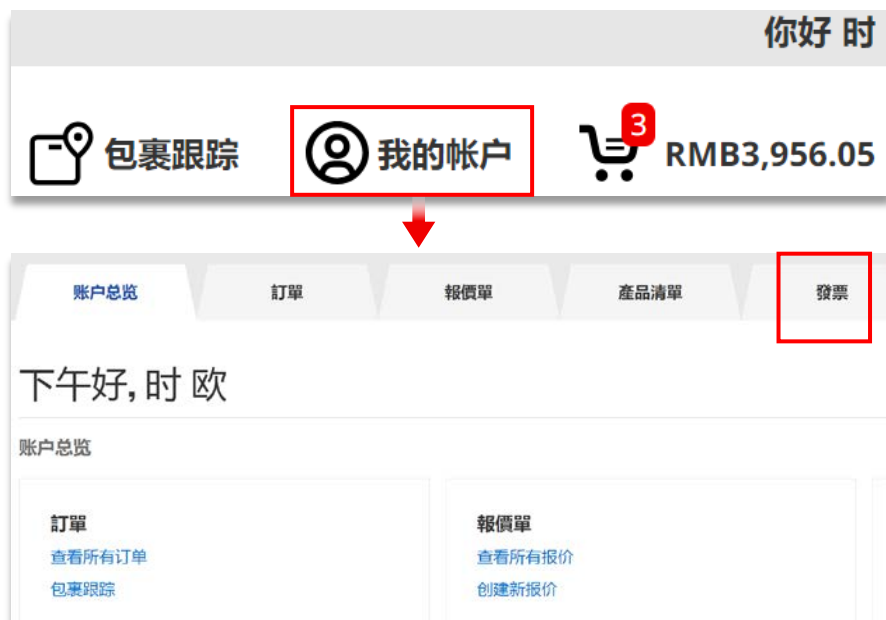 你好 时
包裹跟踪
我的帐户
3
RMB3,956.05
账户总览
訂單
報價單
產品清單
發票
下午好, 时 欧
账户总览
訂單
查看所有订单
包裹跟踪
報價單
查看所有报价
创建新报价